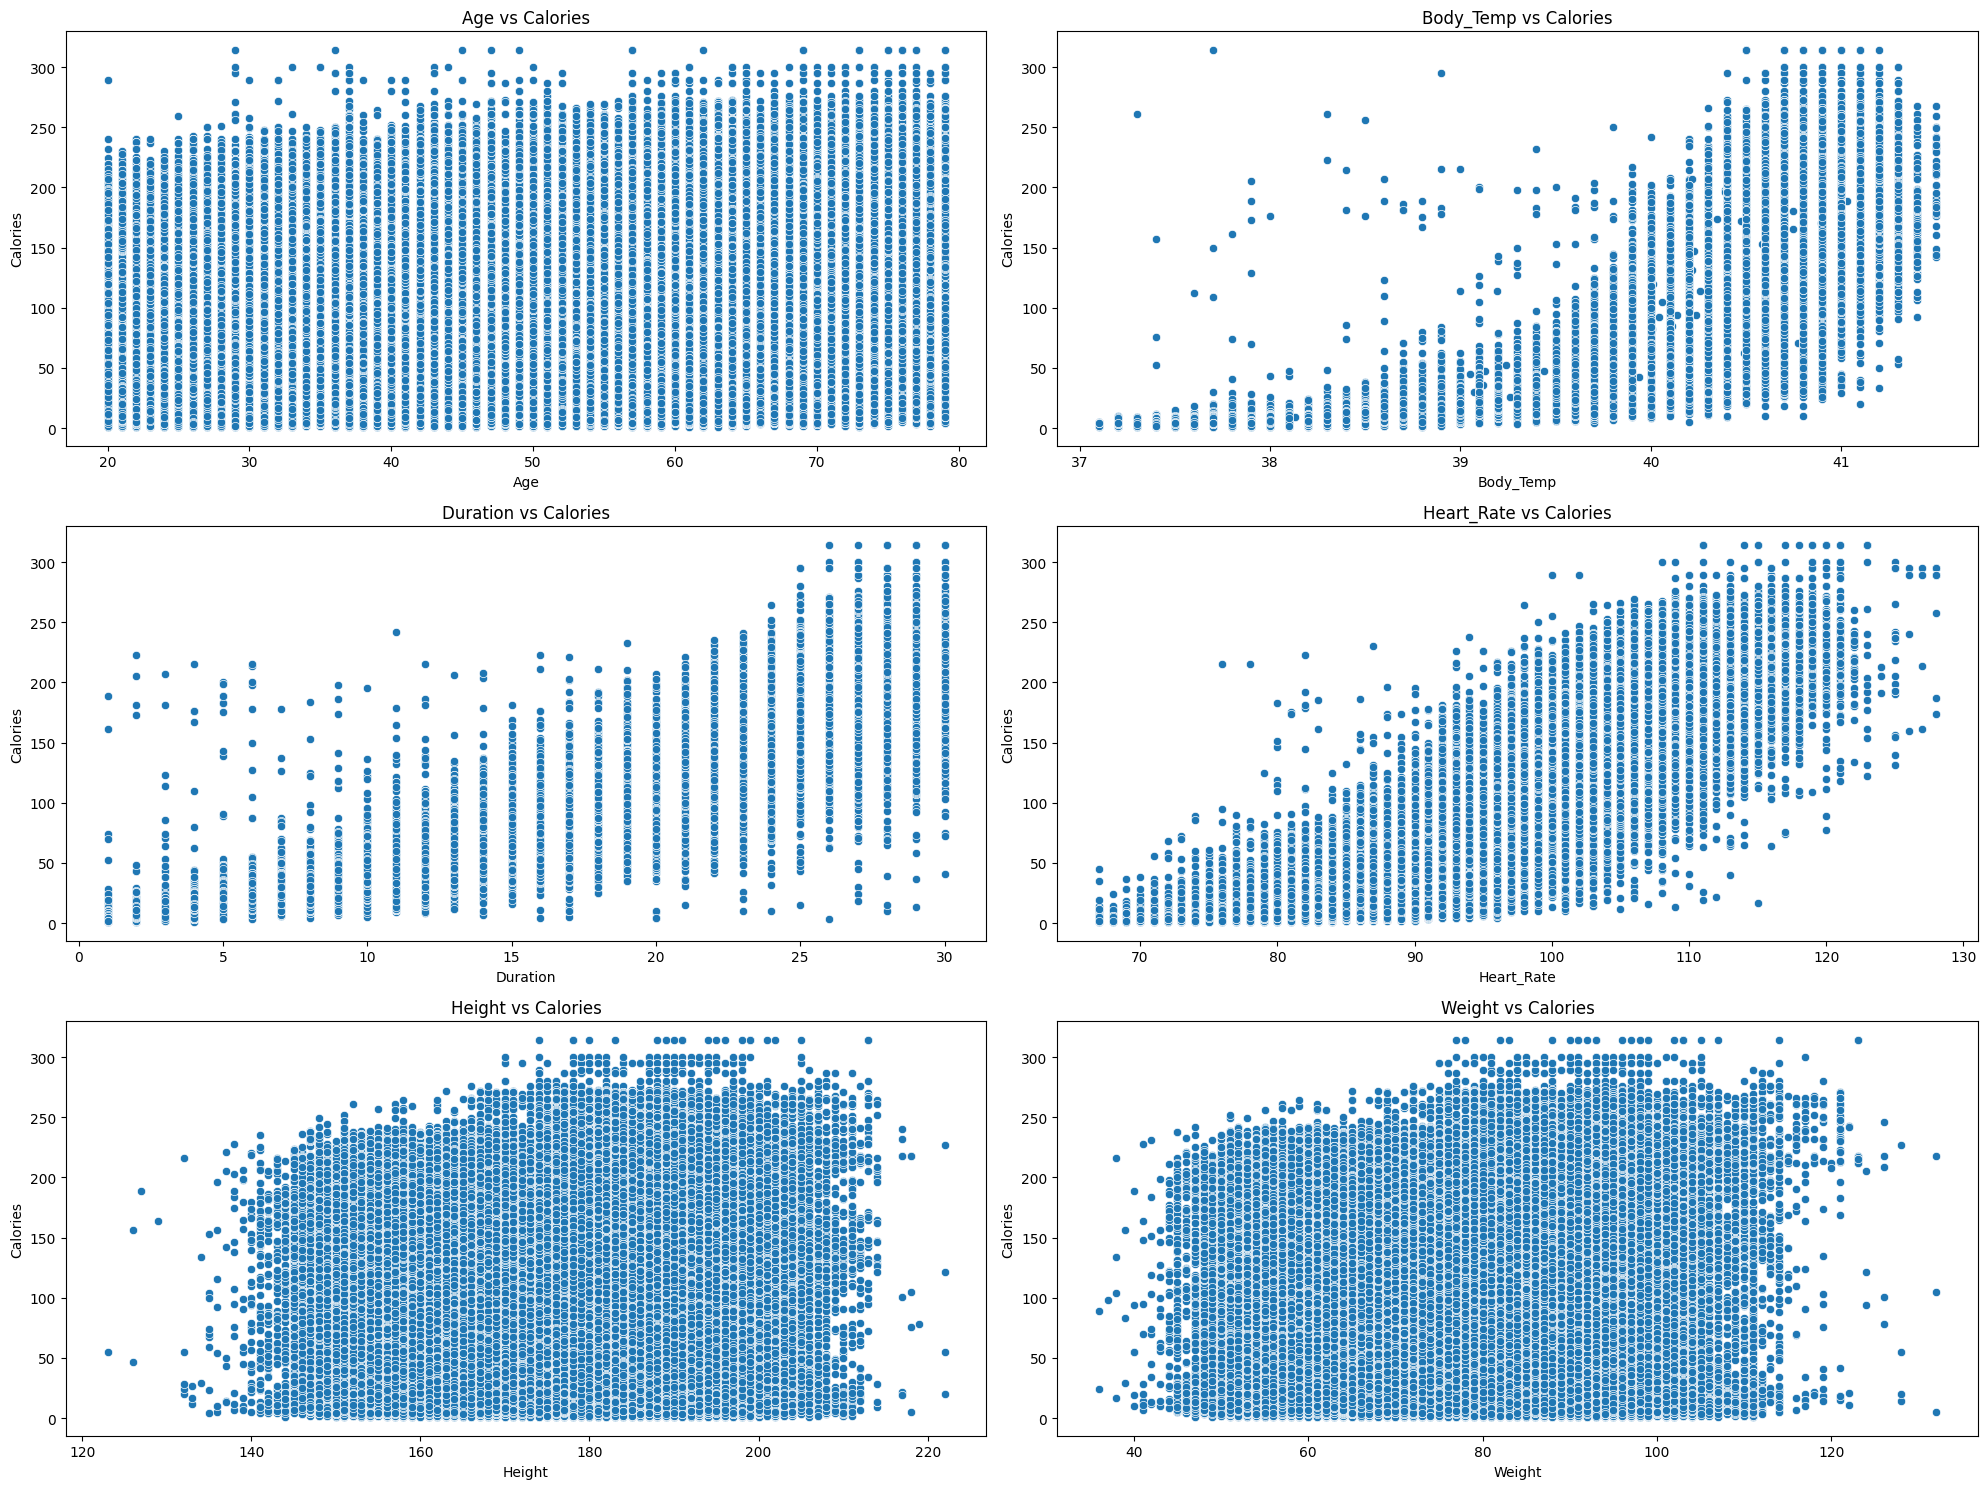 Age vs Calories
Calories
300
250
200
150
100
50
0
20 30 40 50 60 70 80
Age
Body_Temp vs Calories
Calories
300
250
200
150
100
50
0
37 38 39 40 41
Body_Temp
Duration vs Calories
Calories
300
250
200
150
100
50
0
0 5 10 15 20 25 30
Duration
Heart_Rate vs Calories
Calories
300
250
200
150
100
50
0
70 80 90 100 110 120 130
Heart_Rate
Height vs Calories
Calories
300
250
200
150
100
50
0
120 140 160 180 200 220
Height
Weight vs Calories
Calories
300
250
200
150
100
50
0
40 60 80 100 120
Weight